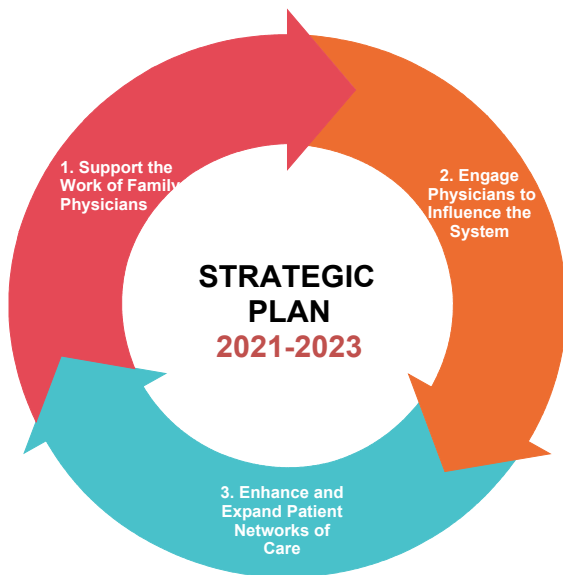 1. Support the
Work of Family
Physicians
2. Engage
Physicians to
Influence the
System
STRATEGIC
PLAN
2021-2023
3. Enhance and
Expand Patient
Networks of
Care